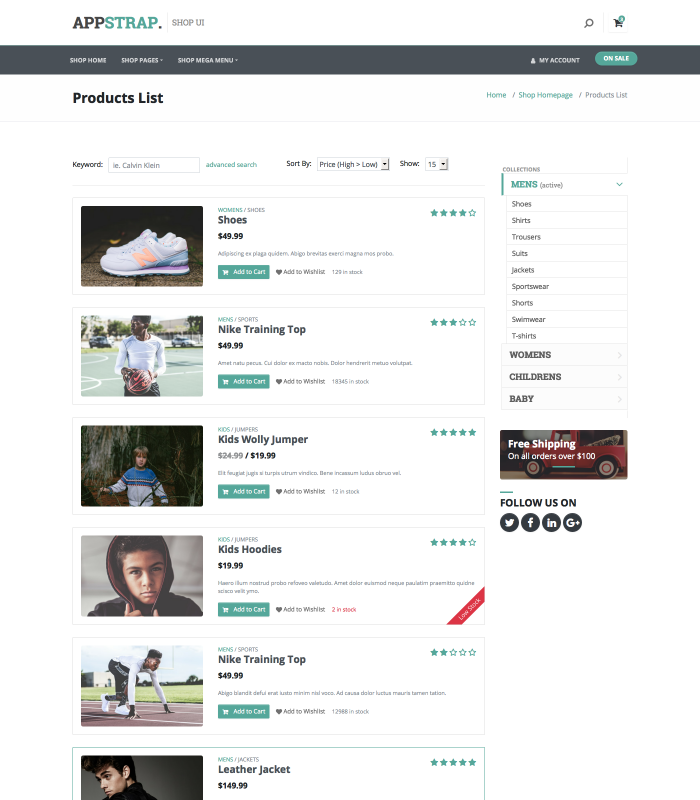 APPSTRAP. SHOP UI
SHOP HOME SHOP PAGES SHOP MEGA MENU MY ACCOUNT ON SALE
Products List
Home / Shop Homepage / Products List
Keyword: ie. Calvin Klein advanced search Sort By: Price (High > Low) Show: 15
WOMENS / SHOES
Shoes
$49.99
Adipiscing ex plaga quidem. Abigo brevitas exerci magna mos probo.
Add to Cart Add to Wishlist 129 in stock
MENS / SPORTS
Nike Training Top
$49.99
Amet natu pecus. Cui dolor ex macto nobis. Dolor hendrerit metuo volutpat.
Add to Cart Add to Wishlist 18345 in stock
KIDS / JUMPERS
Kids Wolly Jumper
$24.99 / $19.99
Elit feugiat jugis si turpis utrum vindico. Bene incassum ludus obruo vel.
Add to Cart Add to Wishlist 12 in stock
KIDS / JUMPERS
Kids Hoodies
$19.99
Haero illum nostrud probo refoveo valetudo. Amet dolor euismod neque paulatim praemitto quidne
scisco velit ymo.
Add to Cart Add to Wishlist 2 in stock
Low Stock
MENS / SPORTS
Nike Training Top
$49.99
Abigo blandit defui erat iusto minim nisl voco. Ad causa dolor luctus mauris tamen tation.
Add to Cart Add to Wishlist 12988 in stock
MENS / JACKETS
Leather Jacket
$149.99
COLLECTIONS
MENS (active)
Shoes
Shirts
Trousers
Suits
Jackets
Sportswear
Shorts
Swimwear
T-shirts
WOMENS
CHILDRENS
BABY
Free Shipping
On all orders over $100
FOLLOW US ON